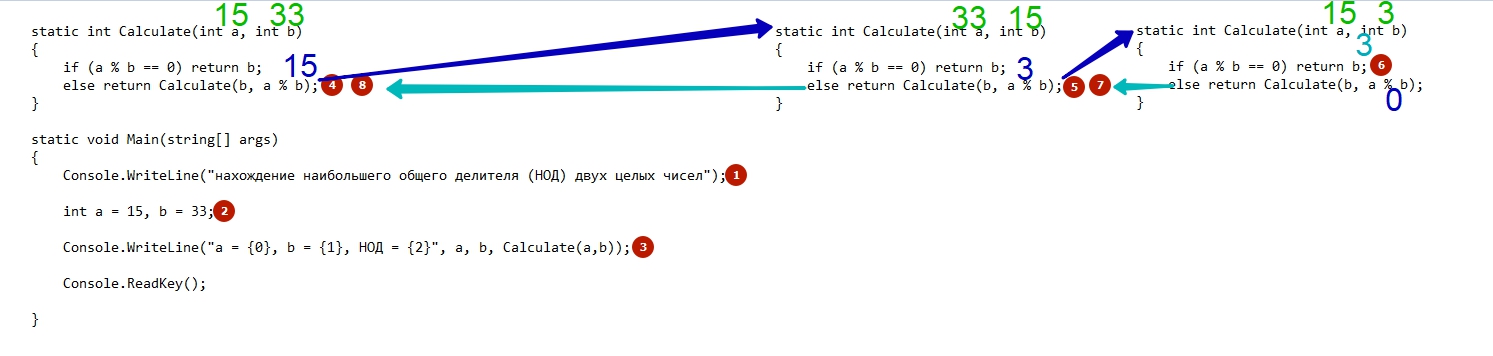 15 33
static int Calculate(int a, int b)
{
if (a % b == 0) return b;
15
else return Calculate(b, a % b); 4 8
}
33 15
static int Calculate(int a, int b)
{
if (a % b == 0) return b;
3
else return Calculate(b, a % b); 5 7
}
15 3
static int Calculate(int a, int b)
3
{
if (a % b == 0) return b; 6
else return Calculate(b, a % b);
0
}
static void Main(string[] args)
{
Console.WriteLine("нахождение наибольшего общего делителя (НОД) двух целых чисел"); 1
int a = 15, b = 33; 2
Console.WriteLine("a = {0}, b = {1}, НОД = {2}", a, b, Calculate(a,b)); 3
Console.ReadKey();
}